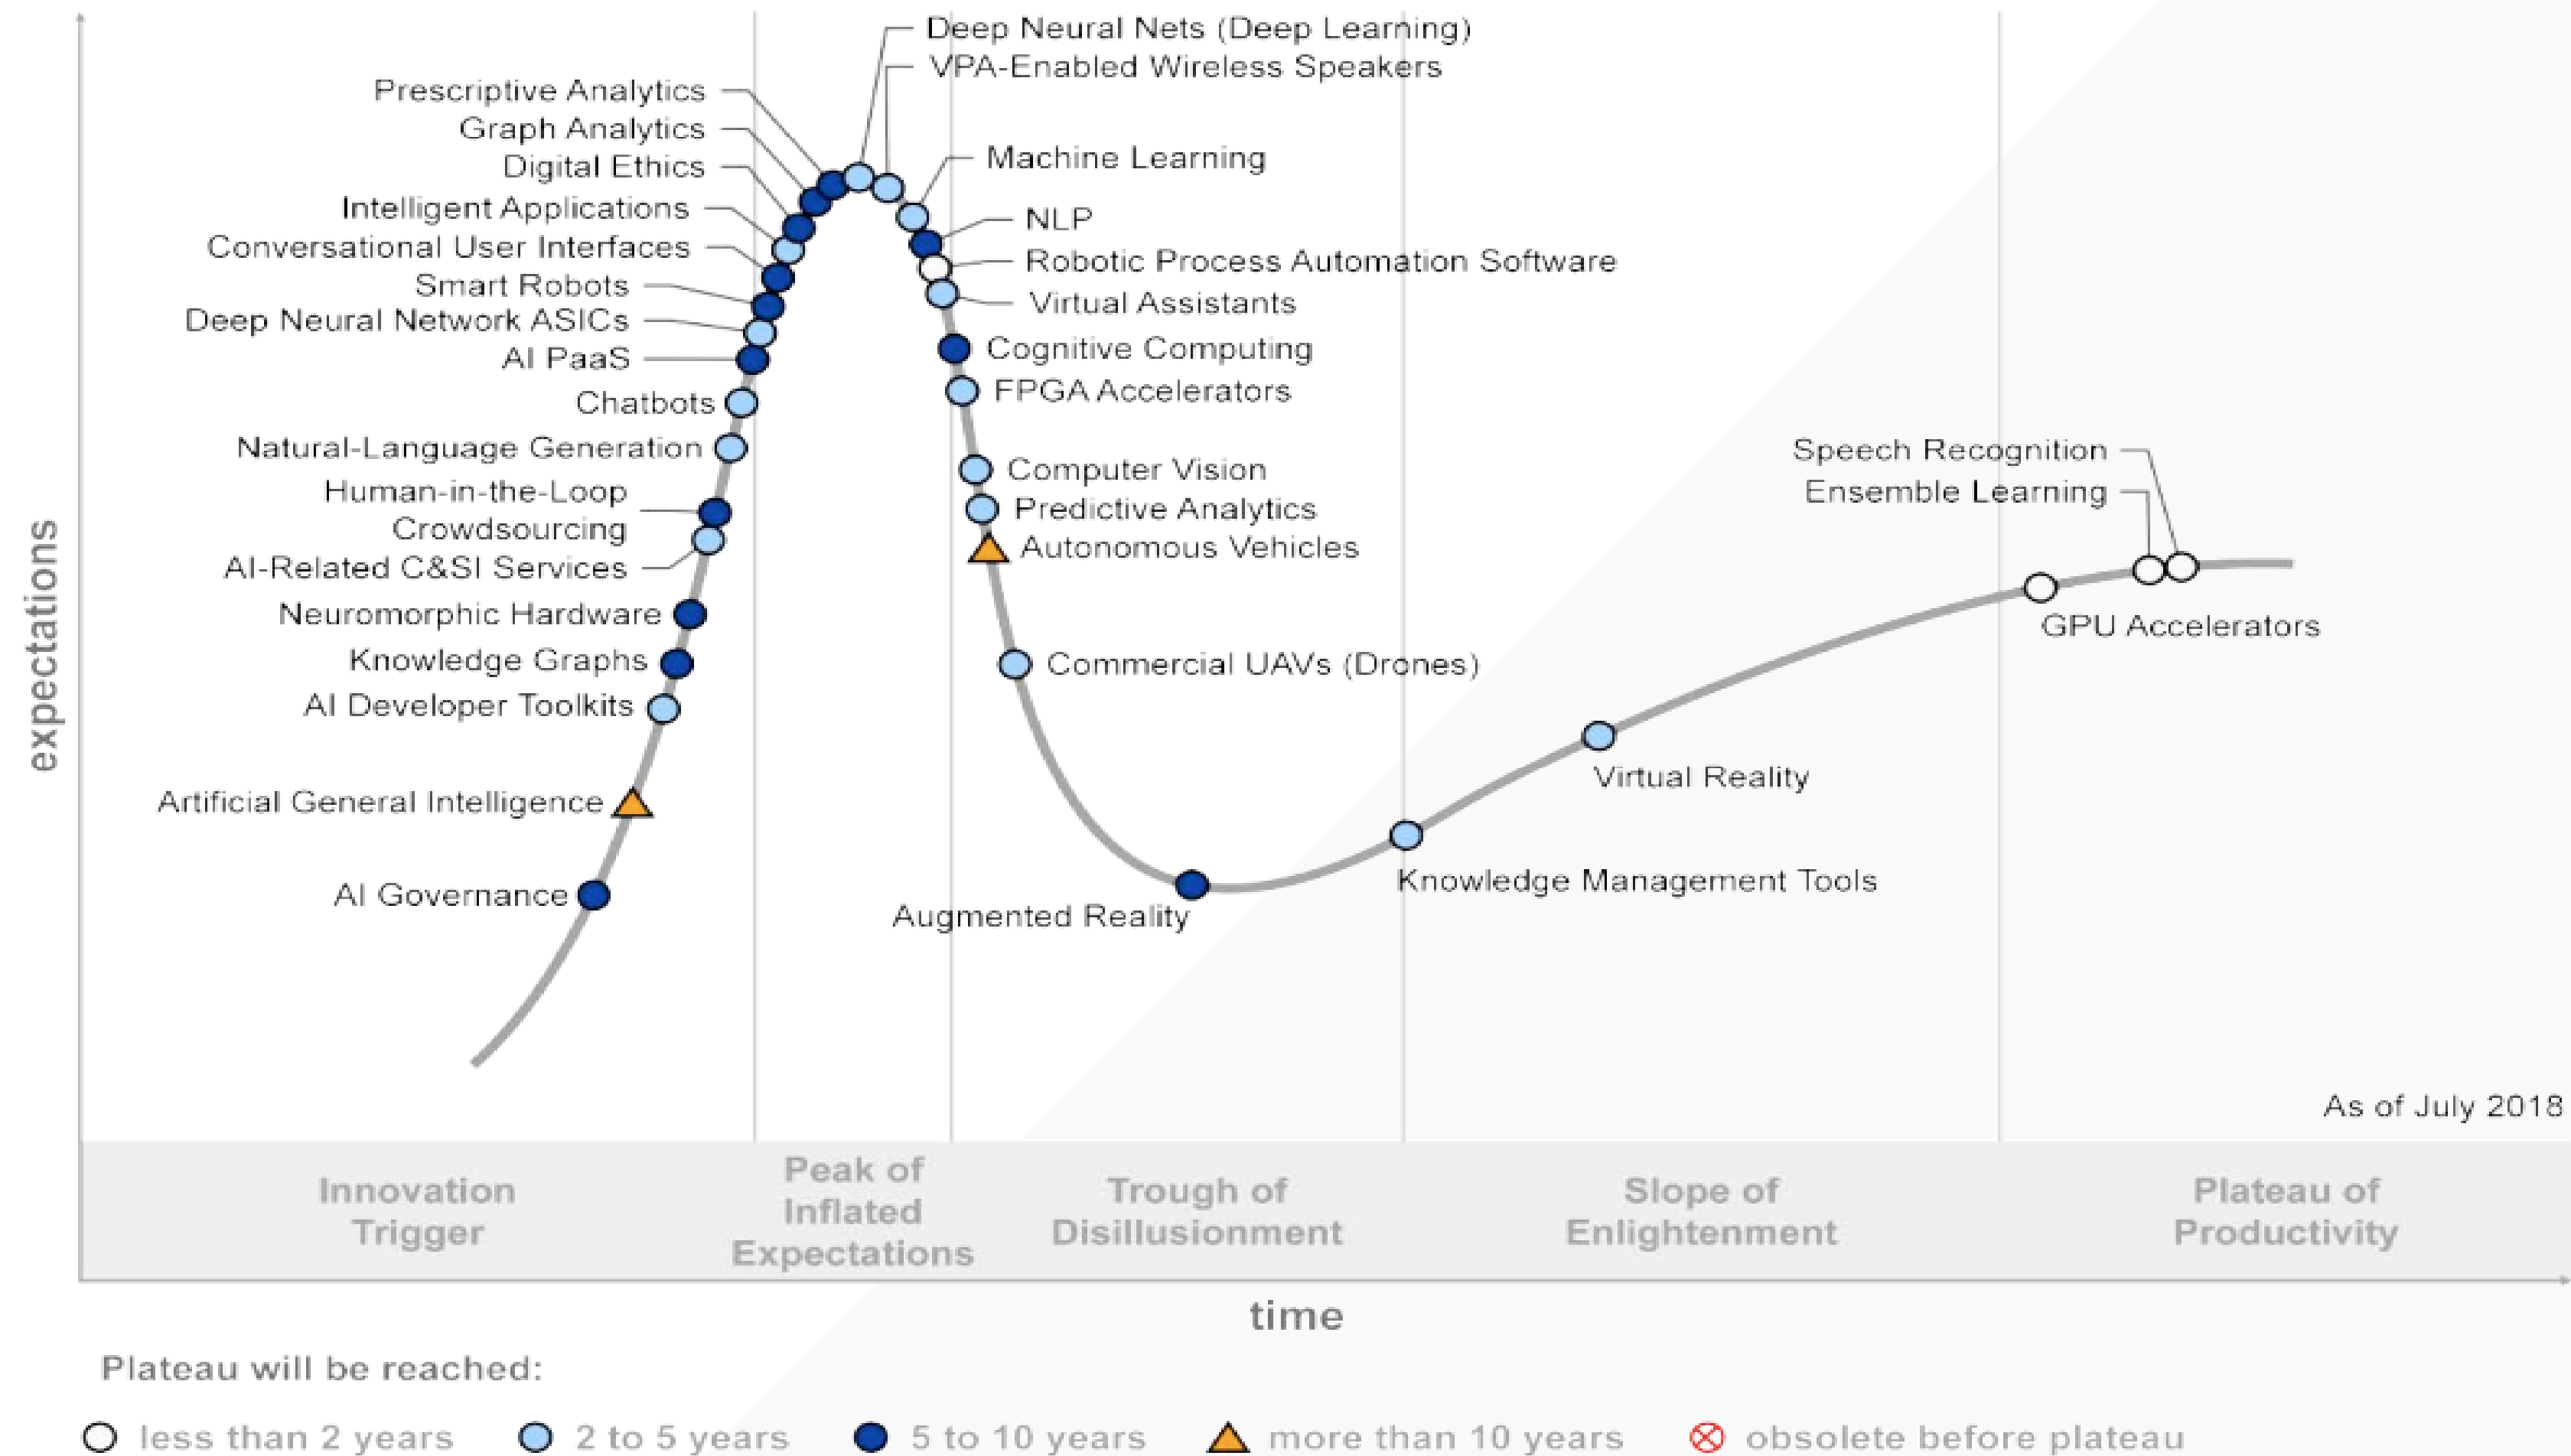 Deep Neural Nets (Deep Learning)
VPA-Enabled Wireless Speakers
Prescriptive Analytics
Graph Analytics
Digital Ethics
Intelligent Applications
Conversational User Interfaces
Smart Robots
Deep Neural Network ASICs
AI PaaS
Chatbots
Natural-Language Generation
Human-in-the-Loop
Crowdsourcing
AI-Related C&SI Services
Neuromorphic Hardware
Knowledge Graphs
AI Developer Toolkits
Artificial General Intelligence
AI Governance
Machine Learning
NLP
Robotic Process Automation Software
Virtual Assistants
Cognitive Computing
FPGA Accelerators
Computer Vision
Predictive Analytics
Autonomous Vehicles
Commercial UAVs (Drones)
Augmented Reality
Knowledge Management Tools
Virtual Reality
Speech Recognition
Ensemble Learning
GPU Accelerators
expectations
As of July 2018
Innovation
Trigger
Peak of
Inflated
Expectations
Trough of
Disillusionment
Slope of
Enlightenment
Plateau of
Productivity
time
Plateau will be reached:
less than 2 years
2 to 5 years
5 to 10 years
more than 10 years
obsolete before plateau